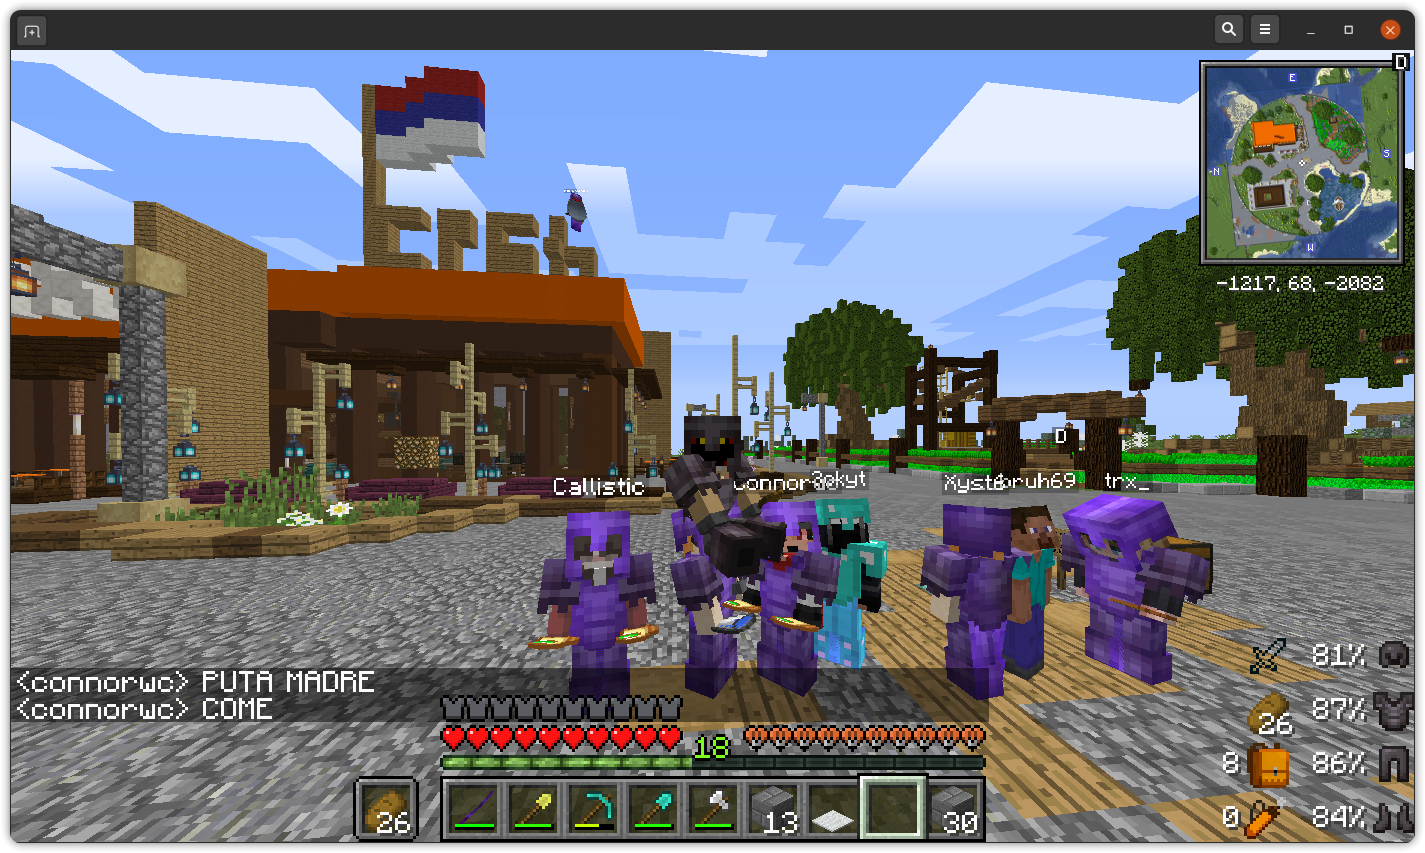 D
E
S
N
W
-1217, 68, -2082
D
Callistic
trx_
<connorwc> PUTA MADRE
<connorwc> COME
81%
26
87%
18
8
86%
26
13
30
0
84%